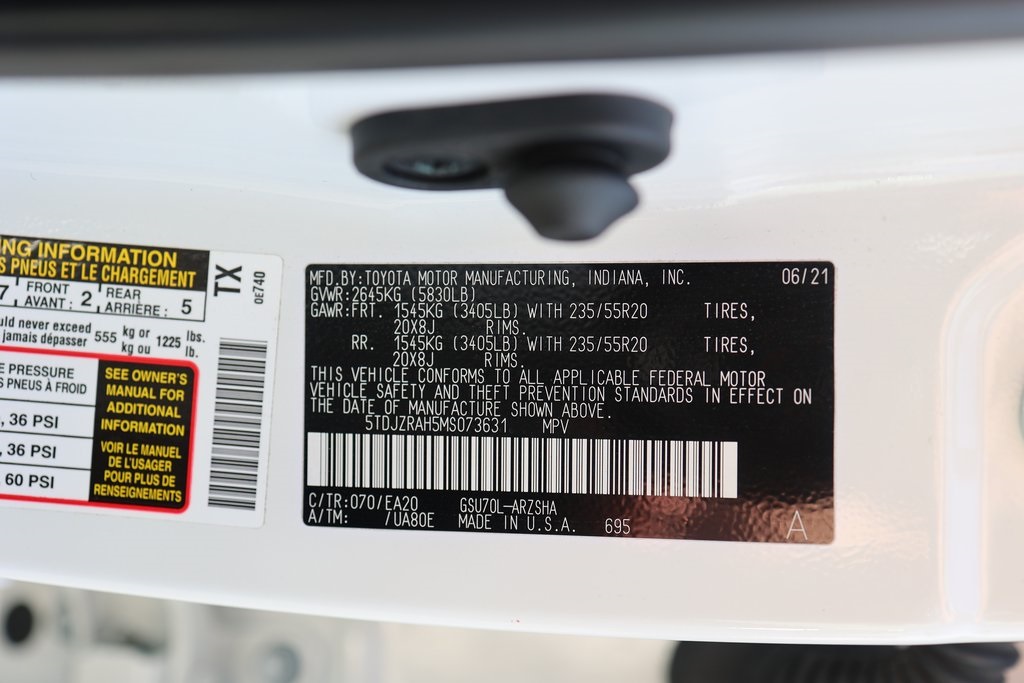 NG INFORMATION
S PNEUS ET LE CHARGEMENT
7 FRONT AVANT : 2 REAR ARRIÈRE : 5
uld never exceed 555 kg or 1225 lbs.
jamais dépasser kg ou lb.
E PRESSURE
S PNEUS À FROID
, 36 PSI
, 36 PSI
, 60 PSI
SEE OWNER'S
MANUAL FOR
ADDITIONAL
INFORMATION
VOIR LE MANUEL
DE L'USAGER
POUR PLUS DE
RENSEIGNEMENTS
TX
0E740
MFD.BY:TOYOTA MOTOR MANUFACTURING, INDIANA, INC. 06/21
GVWR:2645KG (5830LB)
GAWR:FRT. 1545KG (3405LB) WITH 235/55R20 TIRES,
20X8J RIMS.
RR. 1545KG (3405LB) WITH 235/55R20 TIRES,
20X8J RIMS.
THIS VEHICLE CONFORMS TO ALL APPLICABLE FEDERAL MOTOR
VEHICLE SAFETY AND THEFT PREVENTION STANDARDS IN EFFECT ON
THE DATE OF MANUFACTURE SHOWN ABOVE.
5TDJZRAH5MS073631 MPV
C/TR:070/EA20 GSU70L-ARZSHA
A/TM: /UA80E MADE IN U.S.A. 695
A